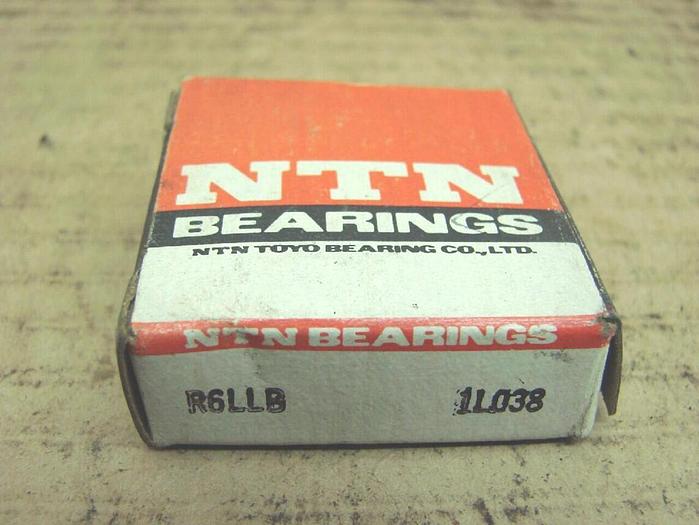 NTN
BEARINGS
NTN TOYO BEARING CO.,LTD.
NTN BEARINGS
R6LLB 1L038